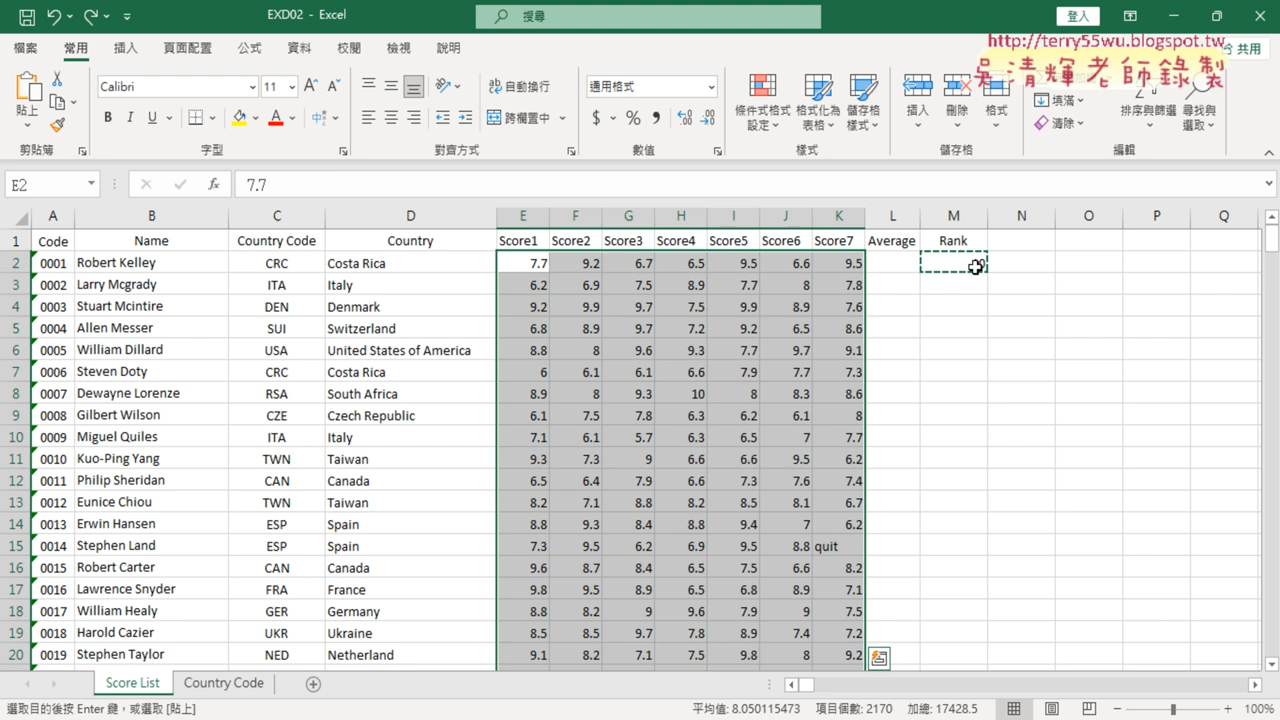 EXD02 - Excel
搜尋
登入
http://terry55wu.blogspot.tw
吳清輝老師錄製
檔案 常用 插入 頁面配置 公式 資料 校閱 檢視 說明 共用
貼上 Calibri 11 自動換行 通用格式 條件式格式設定 格式化為表格 儲存格樣式 插入 刪除 格式 填滿 清除 排序與篩選 尋找與選取
B I U A 跨欄置中 $ % 9
剪貼簿 字型 對齊方式 數值 樣式 儲存格 編輯
E2 fx 7.7
A B C D E F G H I J K L M N O P Q
1 Code Name Country Code Country Score1 Score2 Score3 Score4 Score5 Score6 Score7 Average Rank
2 0001 Robert Kelley CRC Costa Rica 7.7 9.2 6.7 6.5 9.5 6.6 9.5
3 0002 Larry Mcgrady ITA Italy 6.2 6.9 7.5 8.9 7.7 8 7.8
4 0003 Stuart Mcintire DEN Denmark 9.2 9.9 9.7 7.5 9.9 8.9 7.6
5 0004 Allen Messer SUI Switzerland 6.8 8.9 9.7 7.2 9.2 6.5 8.6
6 0005 William Dillard USA United States of America 8.8 8 9.6 9.3 7.7 9.7 9.1
7 0006 Steven Doty CRC Costa Rica 6 6.1 6.1 6.6 7.9 7.7 7.3
8 0007 Dewayne Lorenze RSA South Africa 8.9 8 9.3 10 8 8.3 8.6
9 0008 Gilbert Wilson CZE Czech Republic 6.1 7.5 7.8 6.3 6.2 6.1 8
10 0009 Miguel Quiles ITA Italy 7.1 6.1 5.7 6.3 6.5 7 7.7
11 0010 Kuo-Ping Yang TWN Taiwan 9.3 7.3 9 6.6 6.6 9.5 6.2
12 0011 Philip Sheridan CAN Canada 6.5 6.4 7.9 6.6 7.3 7.6 7.4
13 0012 Eunice Chiou TWN Taiwan 8.2 7.1 8.8 8.2 8.5 8.1 6.7
14 0013 Erwin Hansen ESP Spain 8.8 9.3 8.4 8.8 9.4 7 6.2
15 0014 Stephen Land ESP Spain 7.3 9.5 6.2 6.9 9.5 8.8 quit
16 0015 Robert Carter CAN Canada 9.6 8.7 8.4 6.5 7.5 6.6 8.2
17 0016 Lawrence Snyder FRA France 9.8 9.5 8.9 6.5 6.8 8.9 7.1
18 0017 William Healy GER Germany 8.8 8.2 9 9.6 7.9 9 7.5
19 0018 Harold Cazier UKR Ukraine 8.5 8.5 9.7 7.8 8.9 7.4 7.2
20 0019 Stephen Taylor NED Netherland 9.1 8.2 7.1 7.5 9.8 8 9.2
Score List Country Code
選取目的後按 Enter 鍵，或選取 [貼上] 平均值: 8.050115473 項目個數: 2170 加總: 17428.5 100%